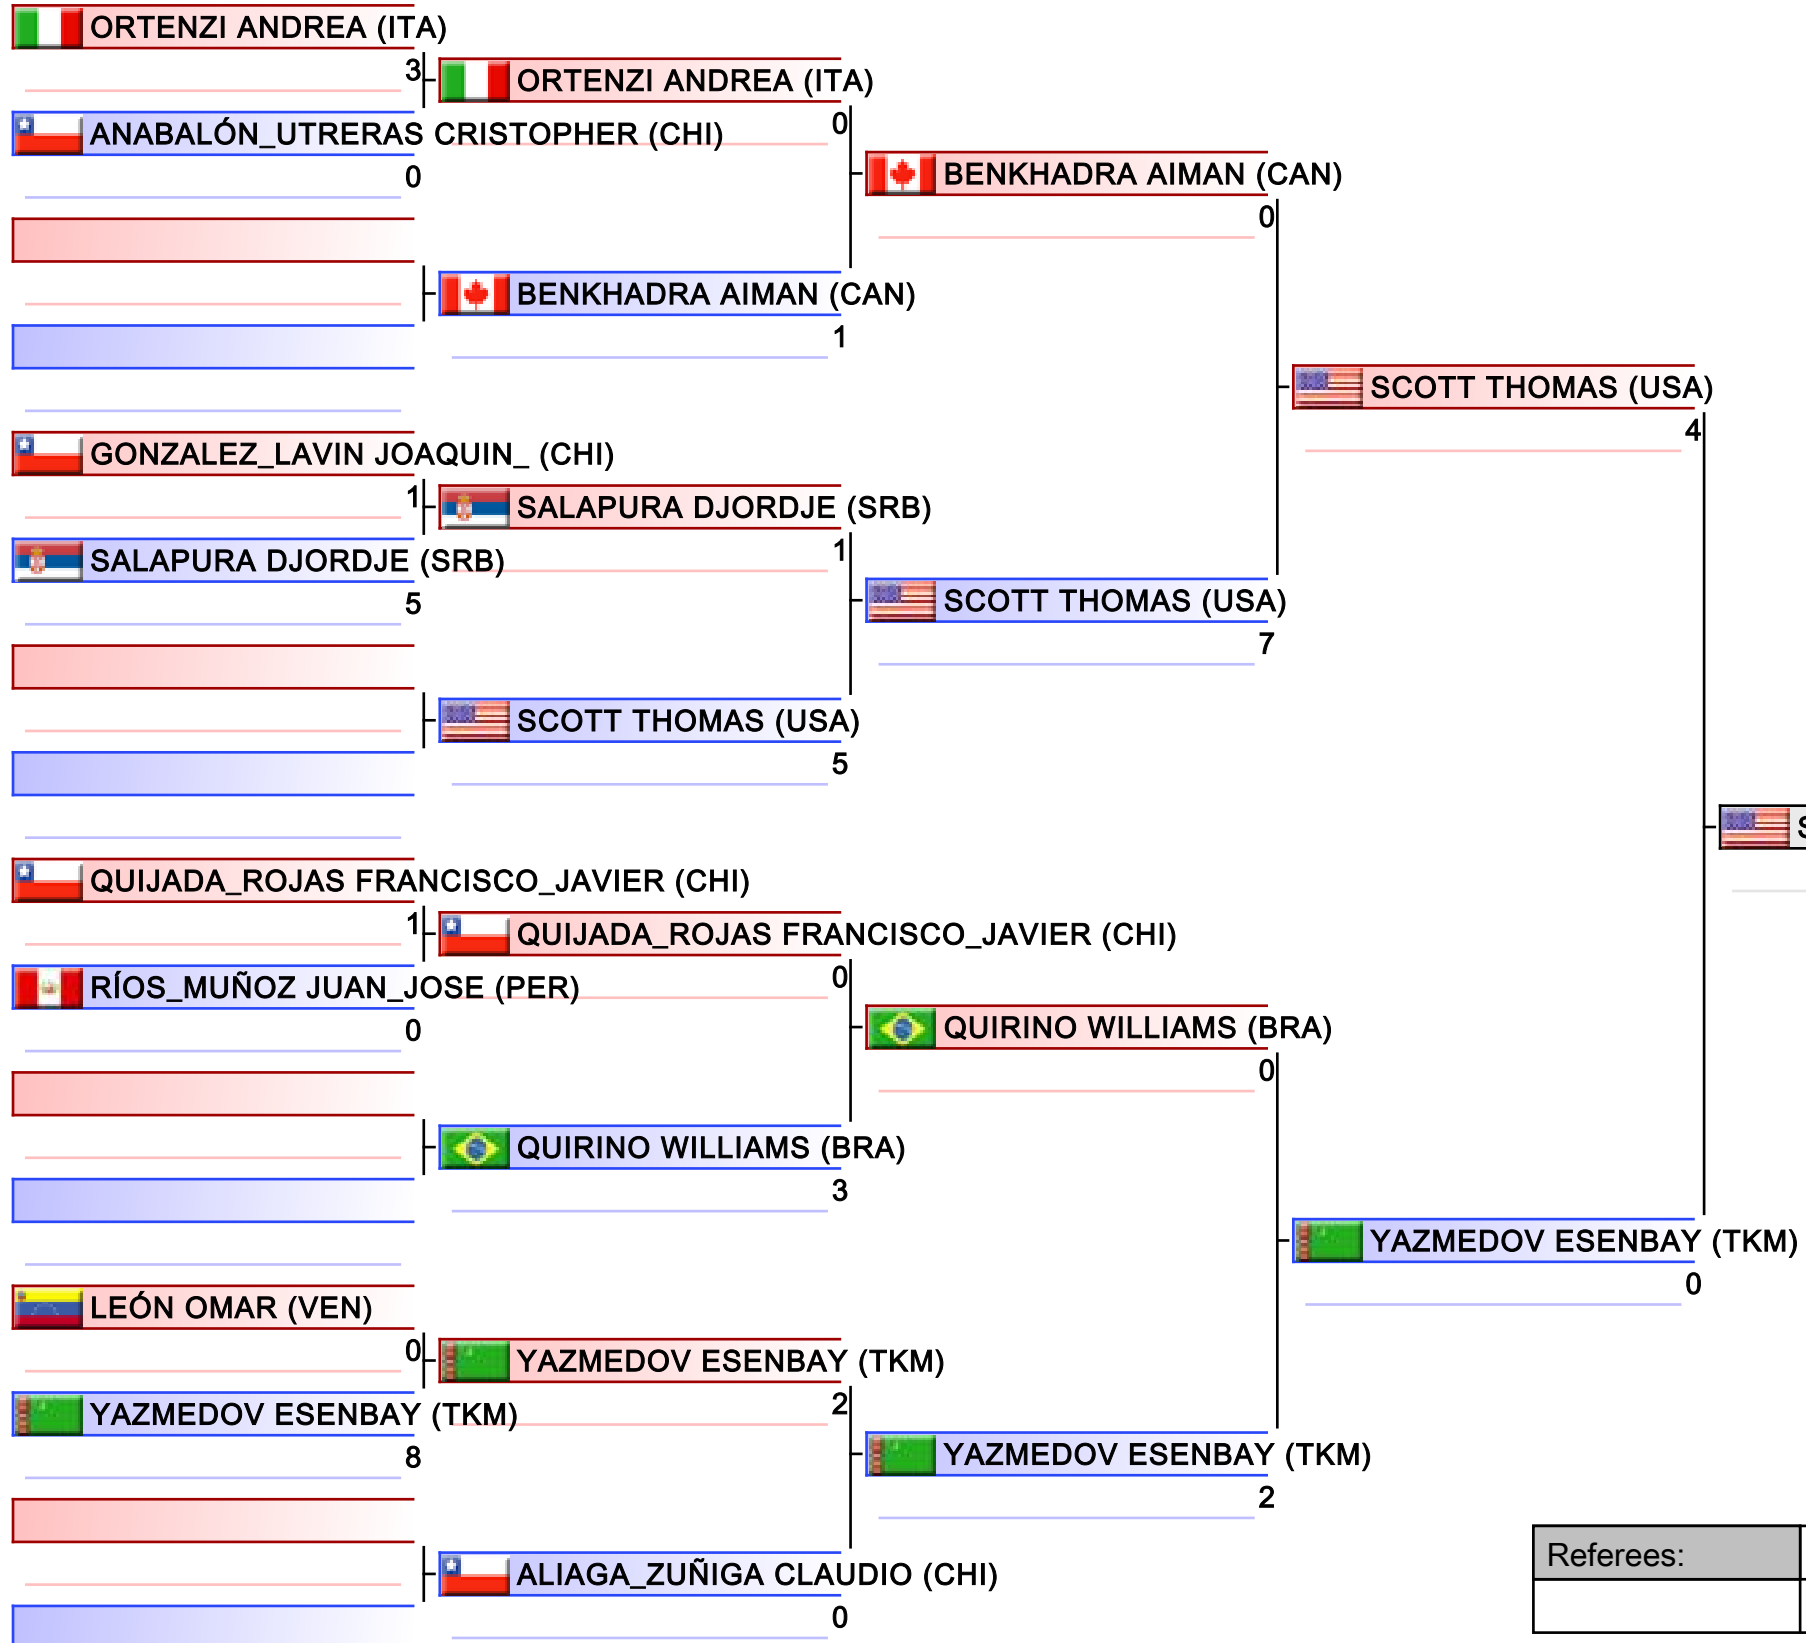 ORTENZI ANDREA (ITA)
3
ORTENZI ANDREA (ITA)
0
ANABALÓN_UTRERAS CRISTOPHER (CHI)
0
BENKHADRA AIMAN (CAN)
0
BENKHADRA AIMAN (CAN)
1
SCOTT THOMAS (USA)
4
GONZALEZ_LAVIN JOAQUIN_ (CHI)
1
SALAPURA DJORDJE (SRB)
1
SALAPURA DJORDJE (SRB)
5
SCOTT THOMAS (USA)
7
SCOTT THOMAS (USA)
5
S
QUIJADA_ROJAS FRANCISCO_JAVIER (CHI)
1
QUIJADA_ROJAS FRANCISCO_JAVIER (CHI)
0
RÍOS_MUÑOZ JUAN_JOSE (PER)
0
QUIRINO WILLIAMS (BRA)
0
QUIRINO WILLIAMS (BRA)
3
YAZMEDOV ESENBAY (TKM)
0
LEÓN OMAR (VEN)
0
YAZMEDOV ESENBAY (TKM)
2
YAZMEDOV ESENBAY (TKM)
8
YAZMEDOV ESENBAY (TKM)
2
ALIAGA_ZUÑIGA CLAUDIO (CHI)
0
Referees: